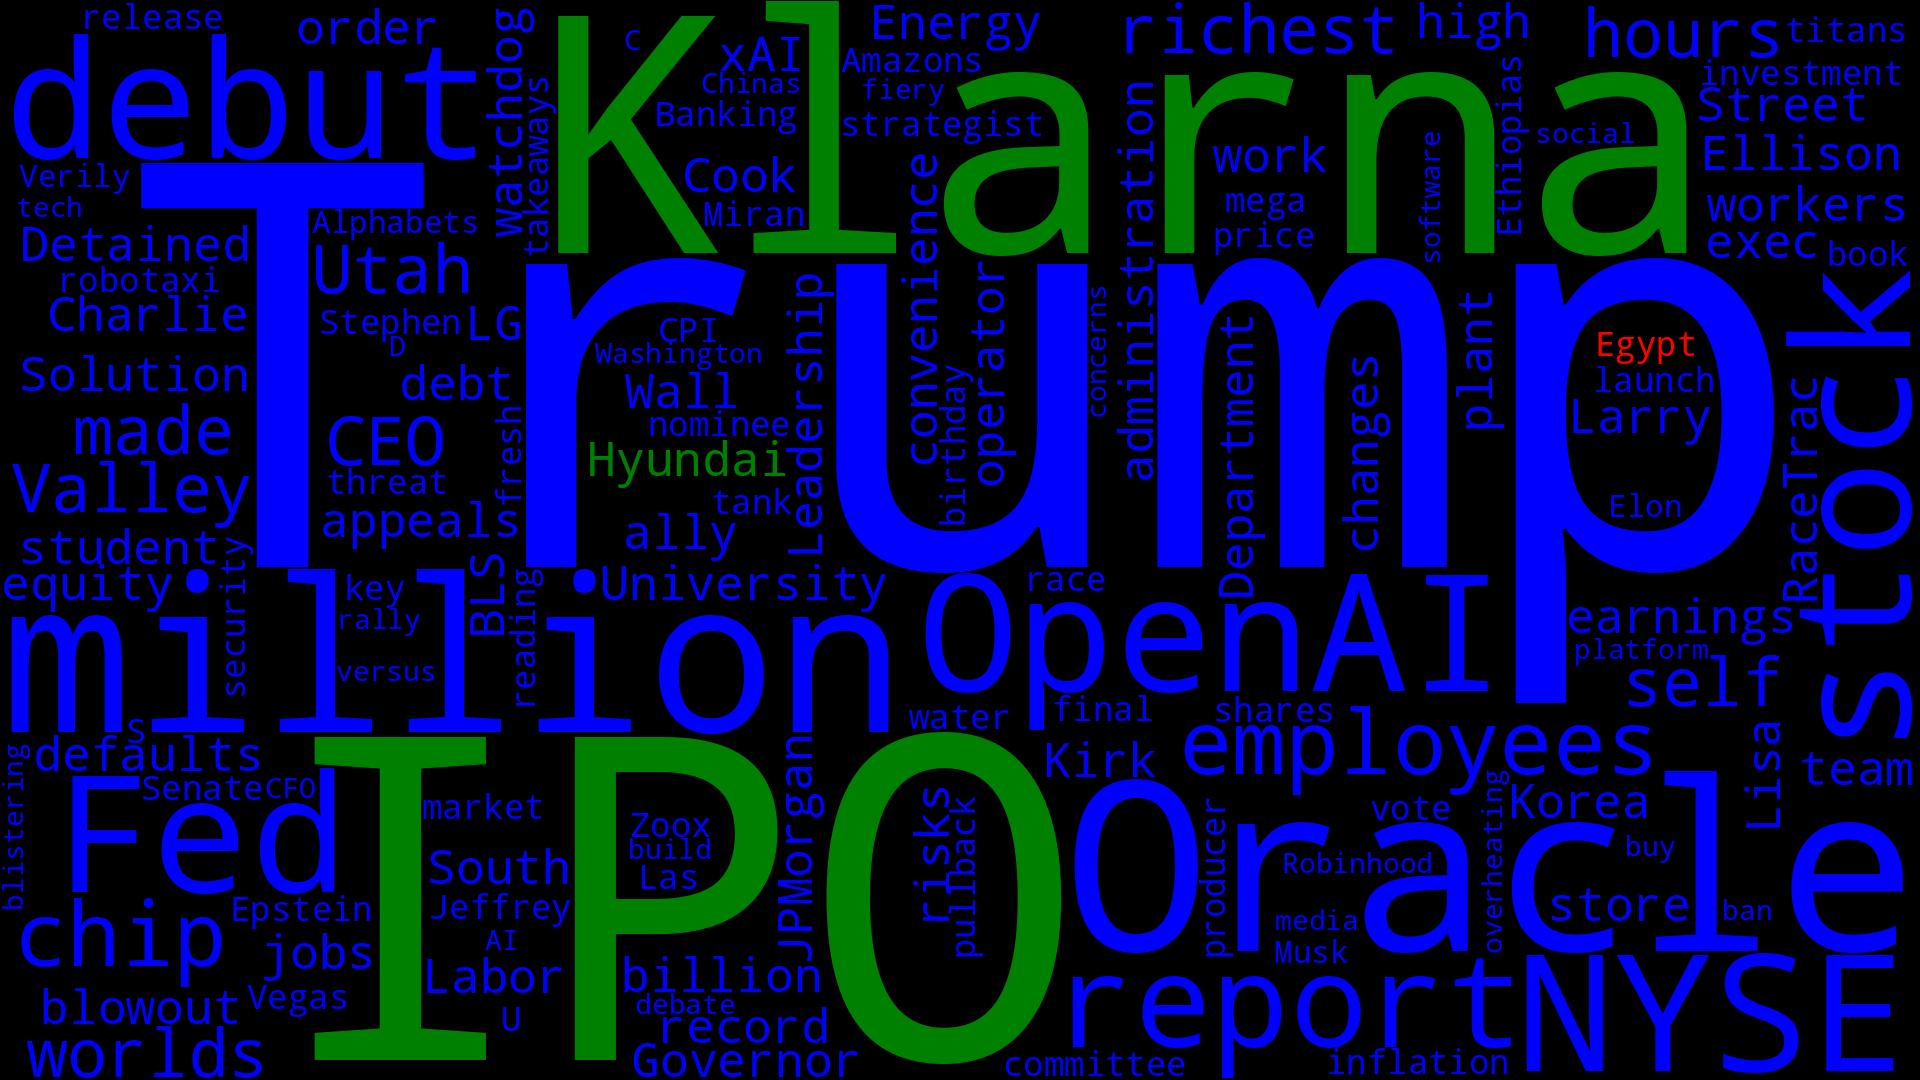 release
order
debut
Watchdog
takeaways
Klarna
C
xAI
Chinas
Banking
Cook
Miran
Energy
Amazons
fiery
strategist
richest
high
hours
titans
investment
Street
Ellison
workers
exec
book
work
mega
price
software
Ethiopias
social
Verily
tech
Detained
robotaxi
Charlie
Solution
made
Valley
student
equity
Trump
Alphabets
Utah
Stephen
LG
D
debt
CEO
threat
appeals
fresh
CPI
Washington
Wall
nominee
Hyundai
tank
ally
Leadership
convenience
birthday
operator
concerns
administration
Department
changes
plant
Egypt
launch
Larry
Elon
RaceTrac
stock
million
security
key
rally
versus
BLS
reading
University
OpenAI
race
earnings
platform
self
water
final
shares
employees
Kirk
Lisa
team
S
defaults
blistering
Fed
Senate
CFO
IPO
market
South
Jeffrey
AI
Labor
U
Zoox
build
Las
JPMorgan
risks
pullback
Oracle
producer
vote
Robinhood
media
Musk
overheating
Korea
buy
store
ban
chip
Epstein
jobs
blowout
Vegas
worlds
billion
debate
record
Governor
report
committee
inflation
NYSE